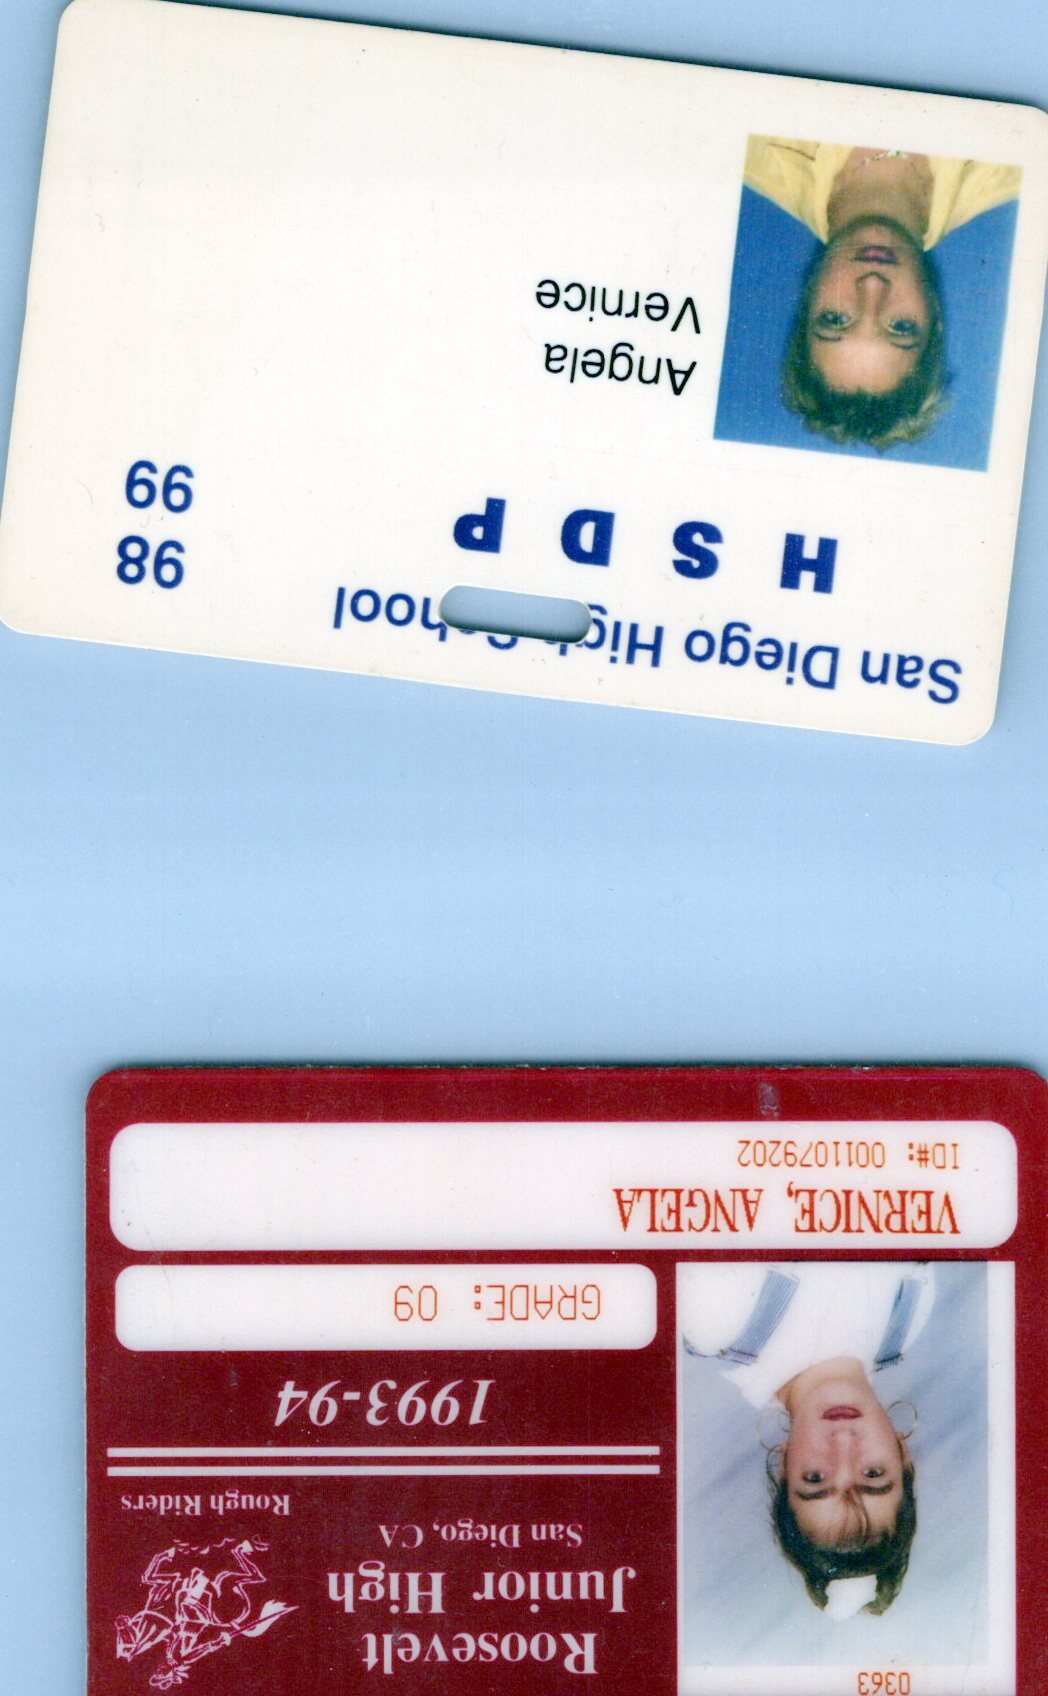 San Diego High School
H S D P
98
99
Angela
Vernice
0363
Roosevelt
Junior High
San Diego, CA
Rough Riders
1993-94
GRADE: 09
VERNICE, ANGELA
ID#: 0011079202